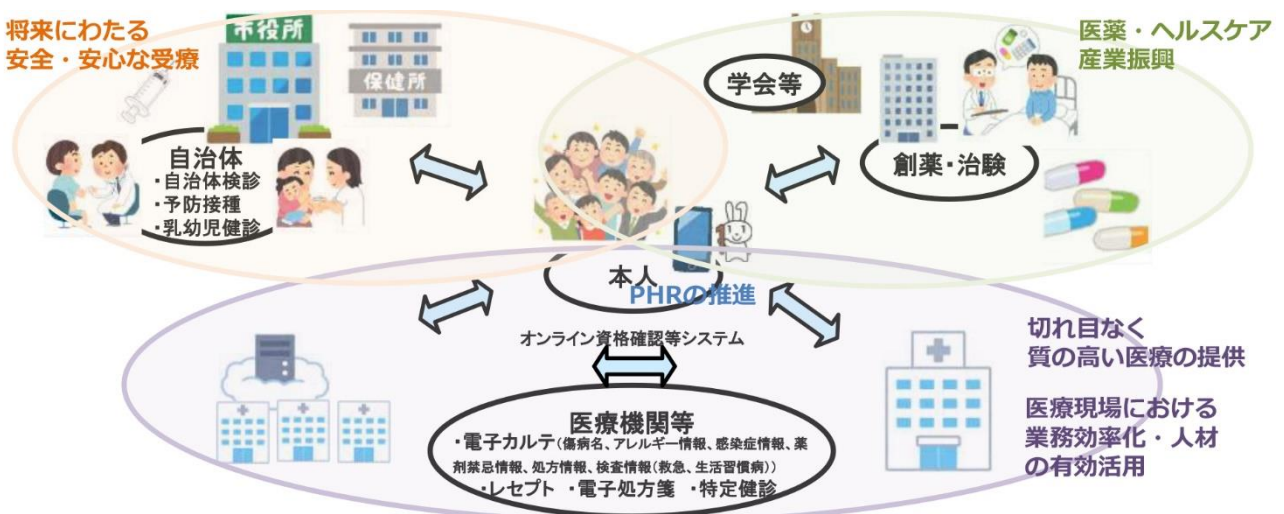 将来にわたる
安全・安心な受療
市役所
保健所
自治体
・自治体検診
・予防接種
・乳幼児健診
学会等
創薬・治験
医薬・ヘルスケア
産業振興
本人
PHRの推進
オンライン資格確認等システム
医療機関等
・電子カルテ(傷病名、アレルギー情報、感染症情報、薬
剤禁忌情報、処方情報、検査情報(救急、生活習慣病))
・レセプト ・電子処方箋 ・特定健診
切れ目なく
質の高い医療の提供
医療現場における
業務効率化・人材
の有効活用